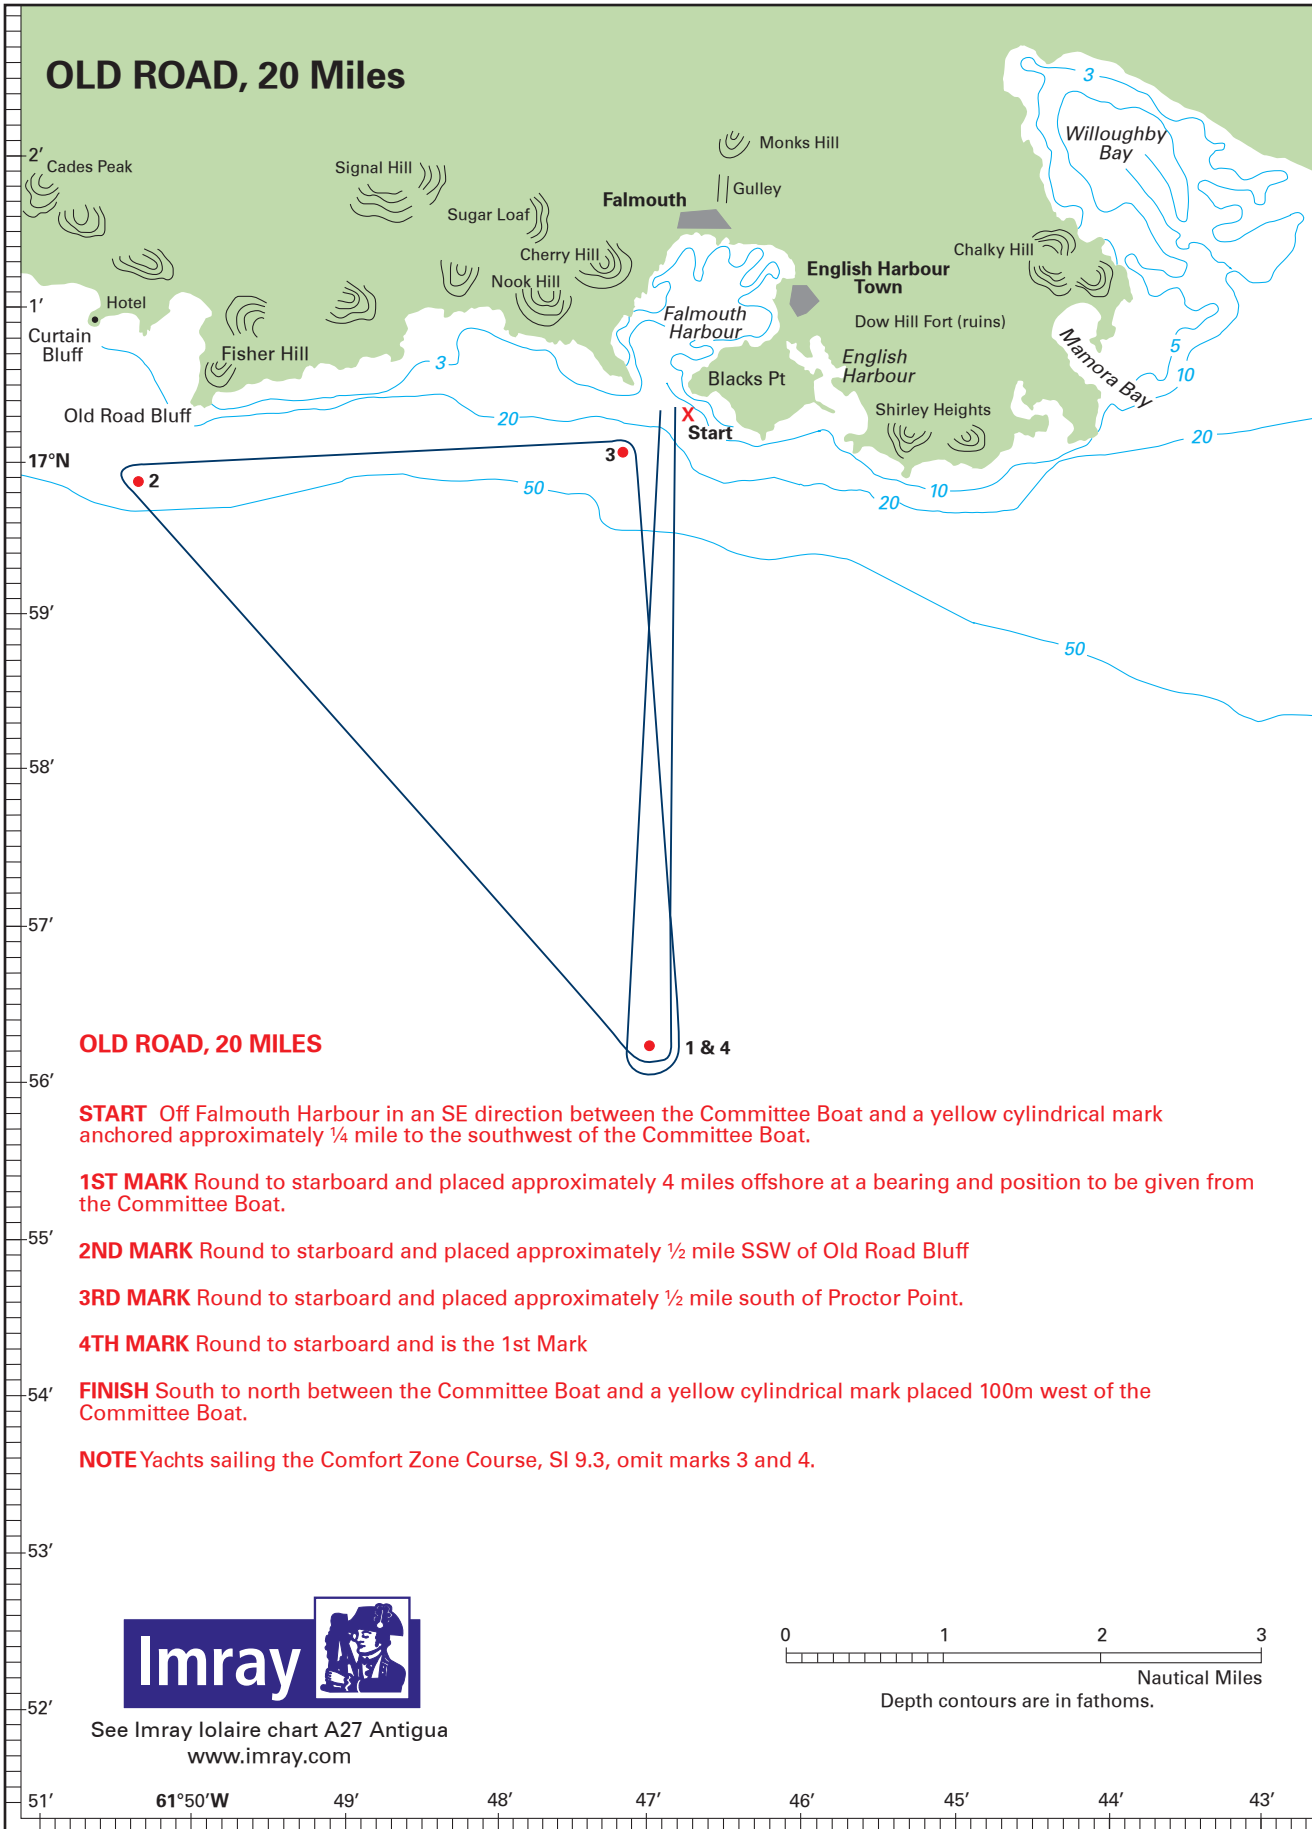 OLD ROAD, 20 Miles
3
Willoughby
Bay
Monks Hill
2′
Cades Peak
Signal Hill
Gulley
Falmouth
Sugar Loaf
Chalky Hill
Cherry Hill
English Harbour
Town
Nook Hill
1′
Hotel
Falmouth
Harbour
Dow Hill Fort (ruins)
Curtain
Bluff
Mamora Bay
5
Fisher Hill
3
English
Harbour
10
Blacks Pt
Old Road Bluff
20
X
Start
Shirley Heights
20
17°N
3
2
50
10
20
59′
50
58′
57′
OLD ROAD, 20 MILES
1 & 4
56′
START Off Falmouth Harbour in an SE direction between the Committee Boat and a yellow cylindrical mark
anchored approximately ¼ mile to the southwest of the Committee Boat.
1ST MARK Round to starboard and placed approximately 4 miles offshore at a bearing and position to be given from
the Committee Boat.
55′
2ND MARK Round to starboard and placed approximately ½ mile SSW of Old Road Bluff
3RD MARK Round to starboard and placed approximately ½ mile south of Proctor Point.
4TH MARK Round to starboard and is the 1st Mark
54′
FINISH South to north between the Committee Boat and a yellow cylindrical mark placed 100m west of the
Committee Boat.
NOTE Yachts sailing the Comfort Zone Course, SI 9.3, omit marks 3 and 4.
53′
Imray
0 1 2 3
Nautical Miles
Depth contours are in fathoms.
52′
See Imray Iolaire chart A27 Antigua
www.imray.com
51′
61°50′W 49′ 48′ 47′ 46′ 45′ 44′ 43′